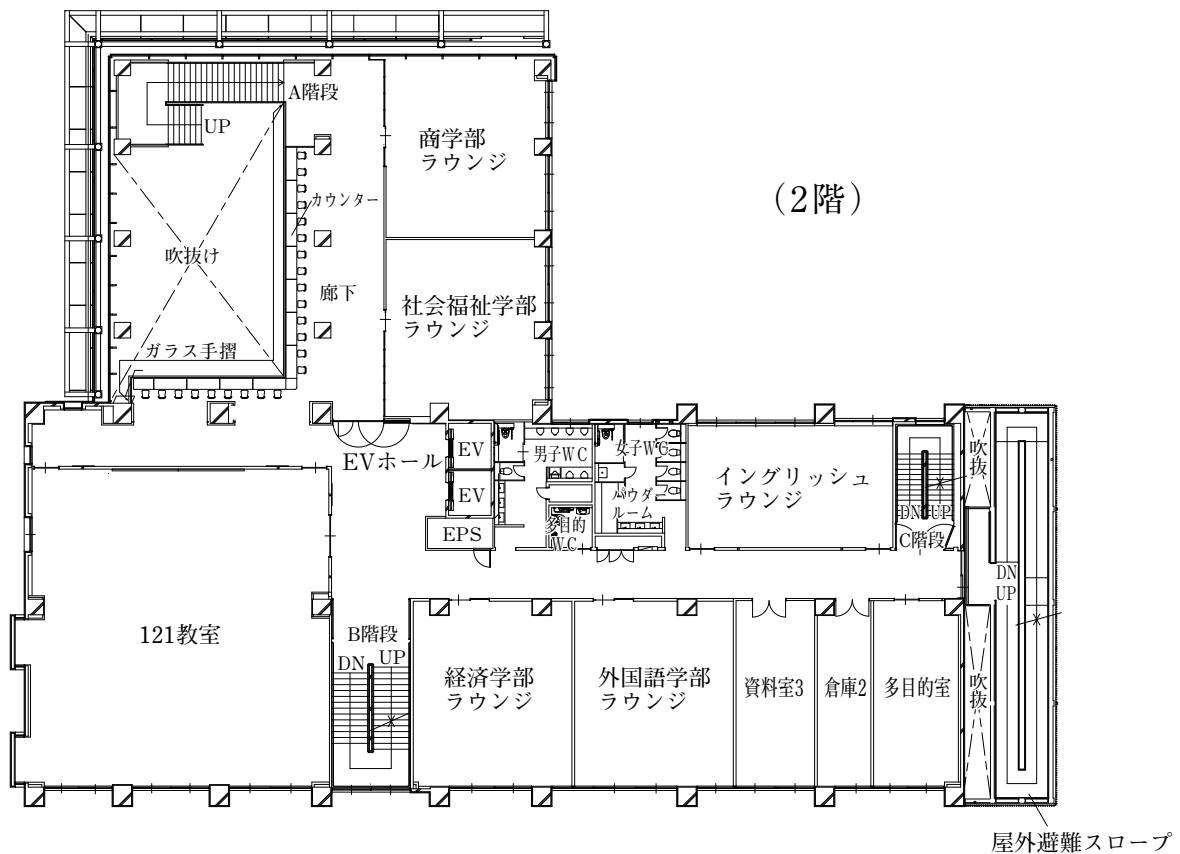 A階段
UP
商学部
ラウンジ
(2階)
カウンター
吹抜け
廊下
社会福祉学部
ラウンジ
ガラス手摺
EVホール
EV
EV
EPS
男子WC
女子WC
パウダ
ルーム
多目的
WC
イングリッシュ
ラウンジ
吹抜
DN UP
C階段
DN
UP
121教室
B階段
DN UP
経済学部
ラウンジ
外国語学部
ラウンジ
資料室3
倉庫2
多目的室
吹抜
屋外避難スロープ